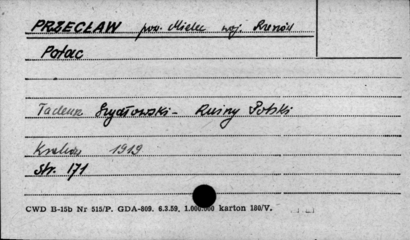 PRZECŁAW pow. Mielec woj. Rzeszów
Pałac
Tadeusz Szydłowski - Ruiny Polski
Kraków 1919
Str. 171
CWD B-15b Nr 515/P. GDA-809. 6.3.59. 1.000.000 karton 180/V.